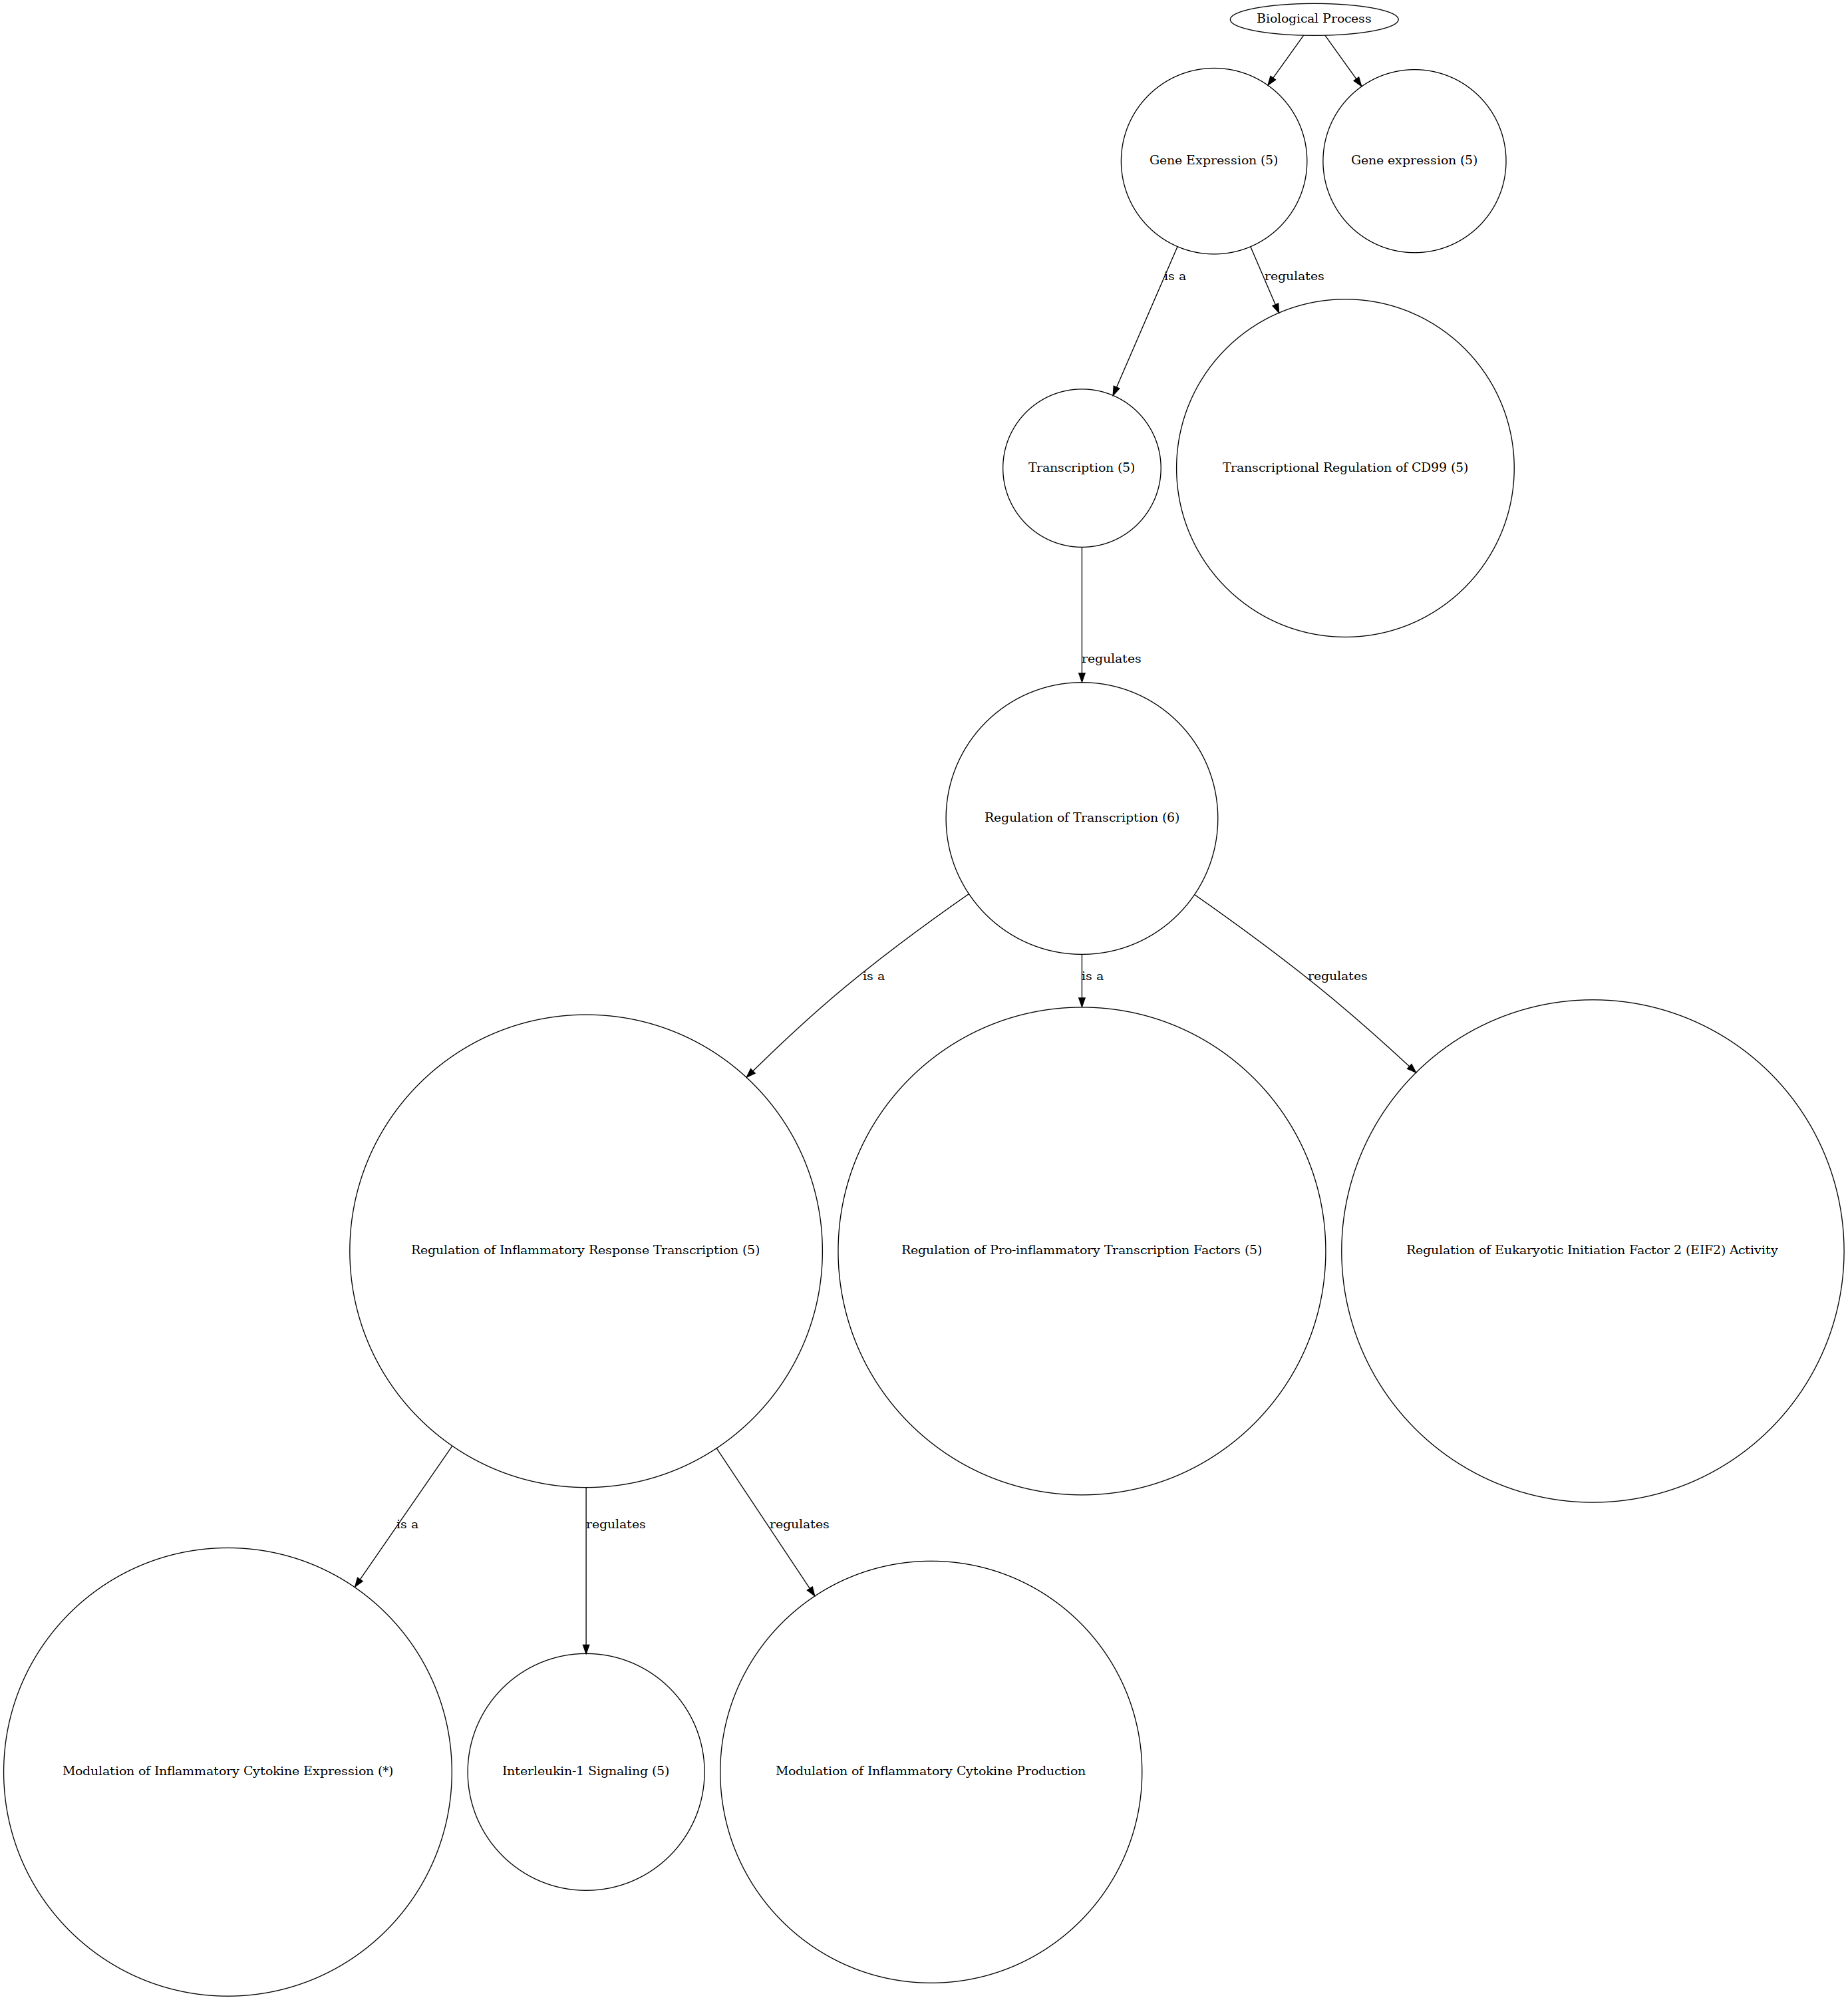 Biological Process
Gene Expression (5)
Gene expression (5)
is a
regulates
Transcription (5)
Transcriptional Regulation of CD99 (5)
regulates
Regulation of Transcription (6)
is a
is a
regulates
Regulation of Inflammatory Response Transcription (5)
Regulation of Pro-inflammatory Transcription Factors (5)
Regulation of Eukaryotic Initiation Factor 2 (EIF2) Activity
is a
regulates
regulates
Modulation of Inflammatory Cytokine Expression (*)
Interleukin-1 Signaling (5)
Modulation of Inflammatory Cytokine Production